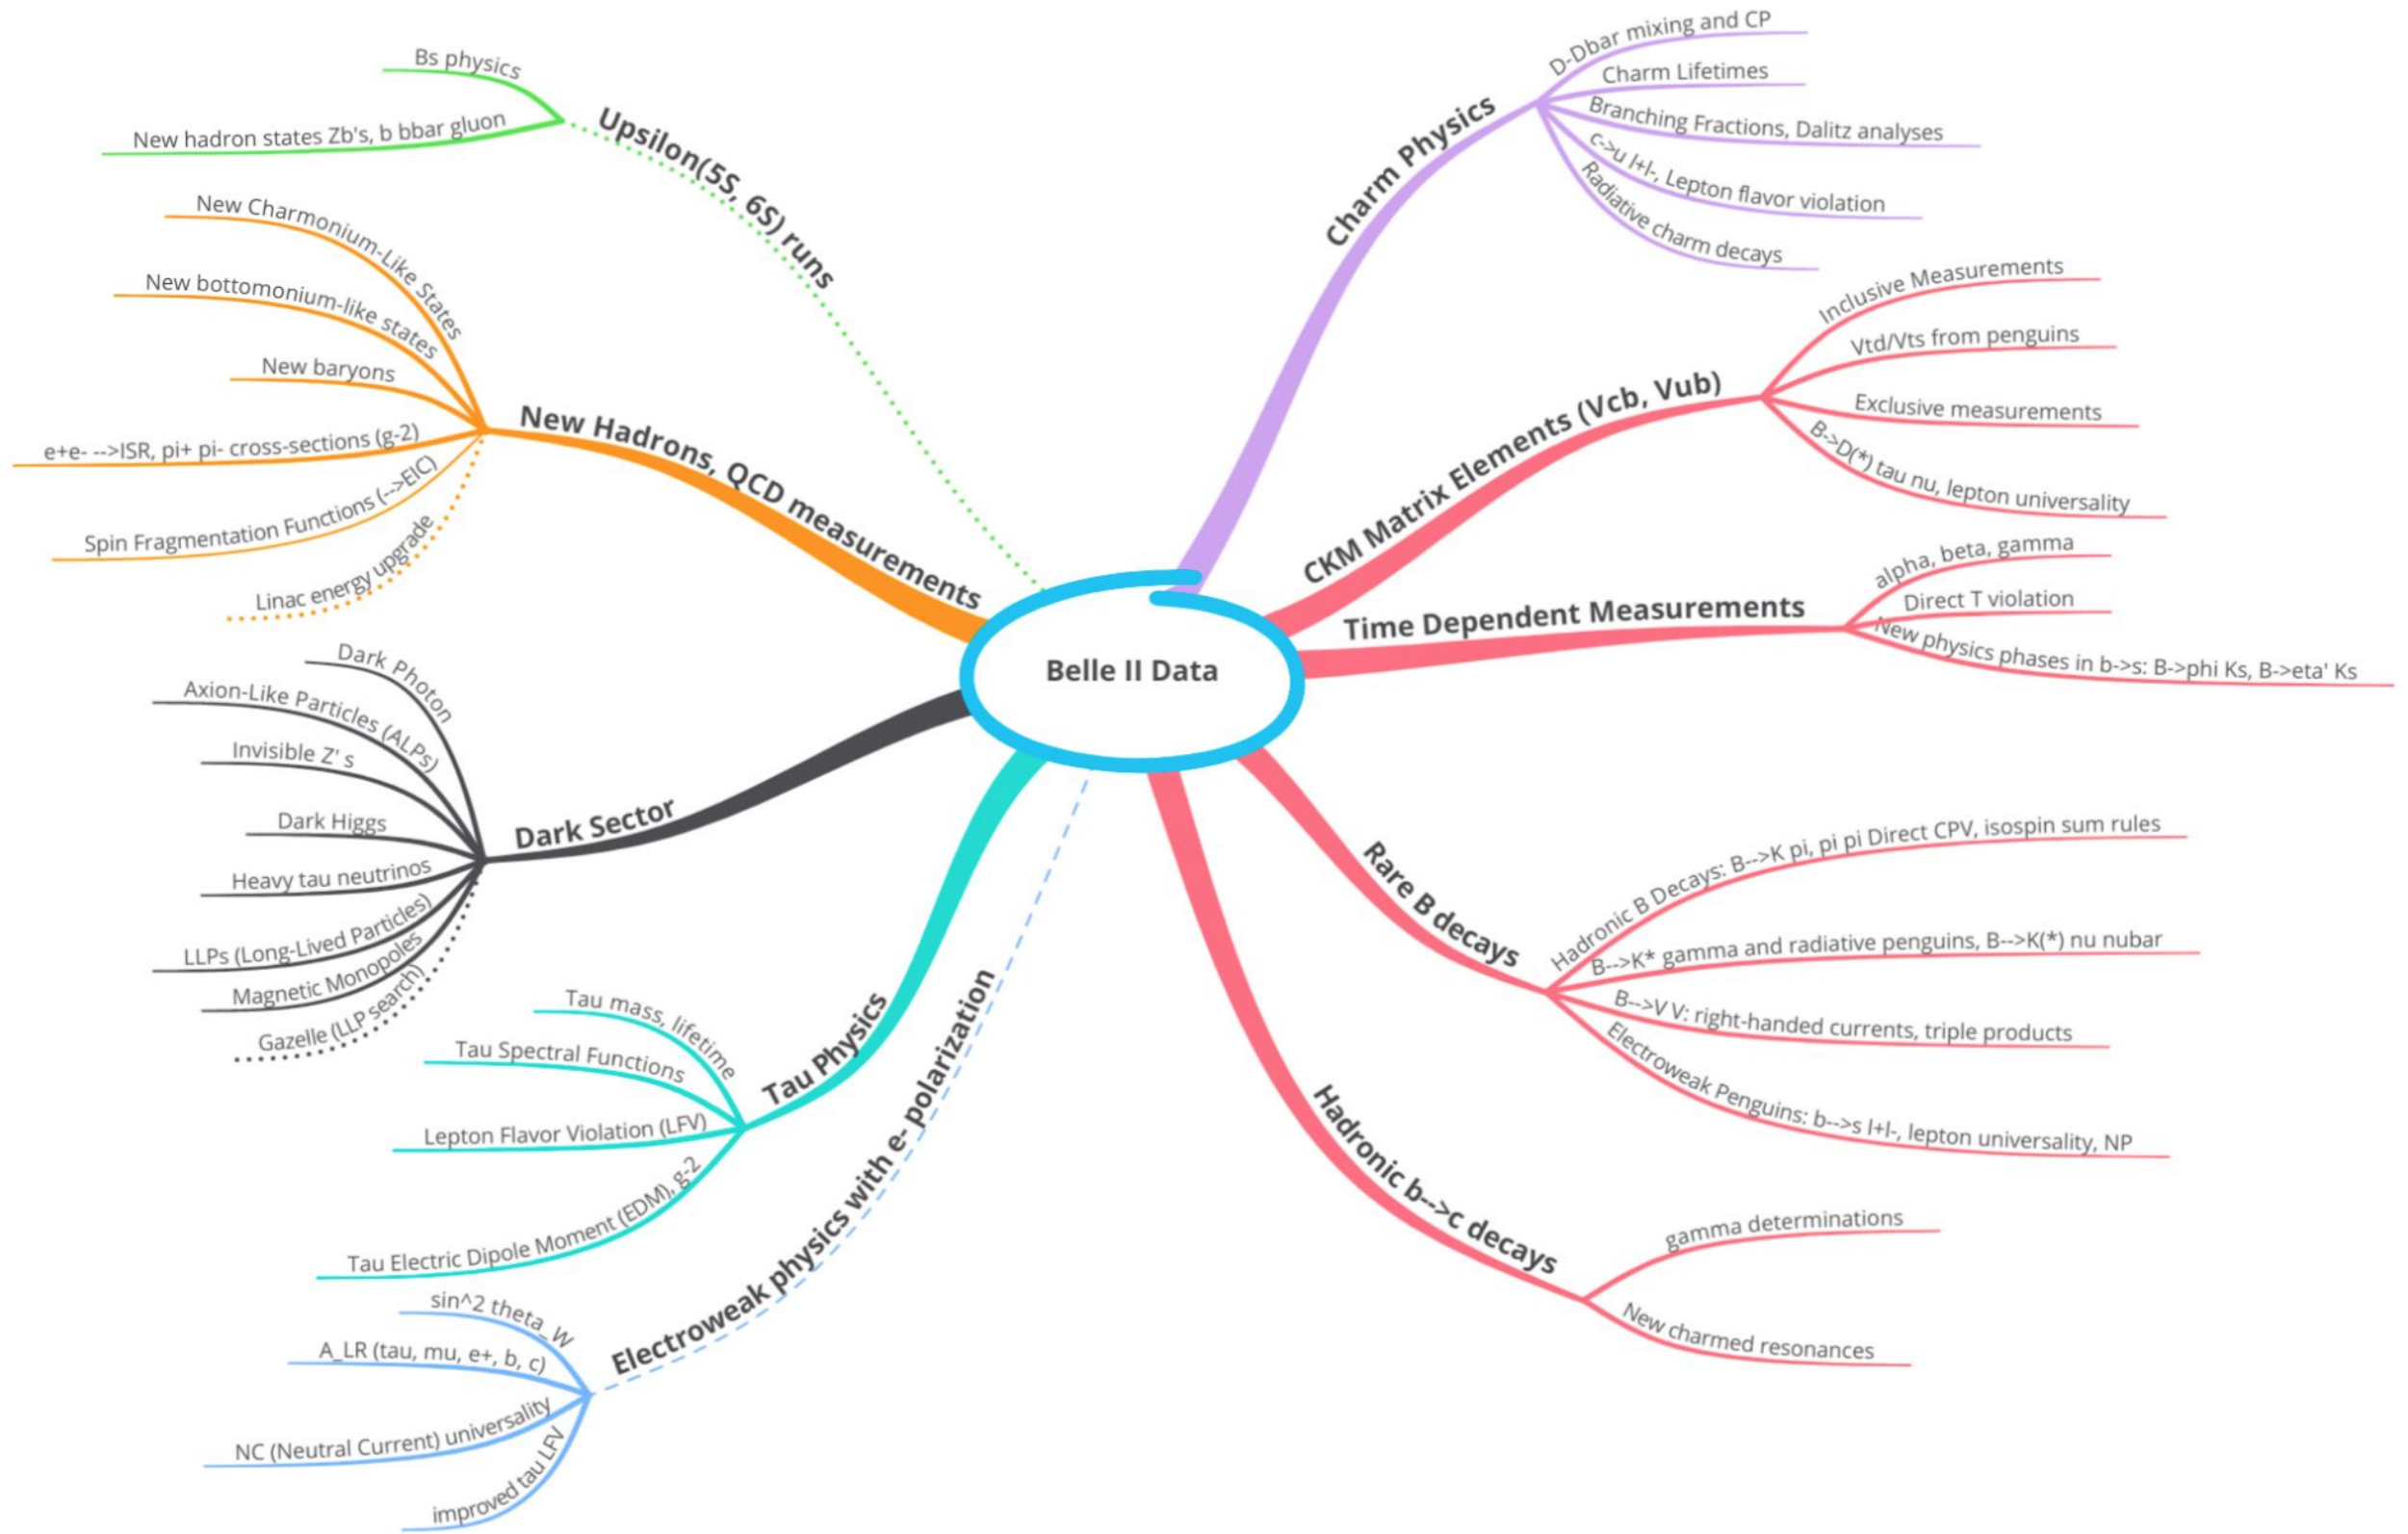 Belle II Data
Charm Physics
D-Dbar mixing and CP
Charm Lifetimes
Branching Fractions, Dalitz analyses
c->u l+l-, Lepton flavor violation
Radiative charm decays
CKM Matrix Elements (Vcb, Vub)
Inclusive Measurements
Vtd/Vts from penguins
Exclusive measurements
B->D(*) tau nu, lepton universality
Time Dependent Measurements
alpha, beta, gamma
Direct T violation
New physics phases in b->s: B->phi Ks, B->eta' Ks
Rare B decays
Hadronic B Decays: B-->K pi, pi pi Direct CPV, isospin sum rules
B-->K* gamma and radiative penguins, B-->K(*) nu nubar
B-->V V: right-handed currents, triple products
Electroweak Penguins: b-->s l+l-, lepton universality, NP
Hadronic b-->c decays
gamma determinations
New charmed resonances
Upsilon(5S, 6S) runs
Bs physics
New hadron states Zb's, b bbar gluon
New Hadrons, QCD measurements
New Charmonium-Like States
New bottomonium-like states
New baryons
e+e- -->ISR, pi+ pi- cross-sections (g-2)
Spin Fragmentation Functions (-->EIC)
Linac energy upgrade
Dark Sector
Dark Photon
Axion-Like Particles (ALPs)
Invisible Z' s
Dark Higgs
Heavy tau neutrinos
LLPs (Long-Lived Particles)
Magnetic Monopoles
Gazelle (LLP search)
Tau Physics
Tau mass, lifetime
Tau Spectral Functions
Lepton Flavor Violation (LFV)
Tau Electric Dipole Moment (EDM), g-2
Electroweak physics with e- polarization
sin^2 theta_W
A_LR (tau, mu, e+, b, c)
NC (Neutral Current) universality
improved tau LFV